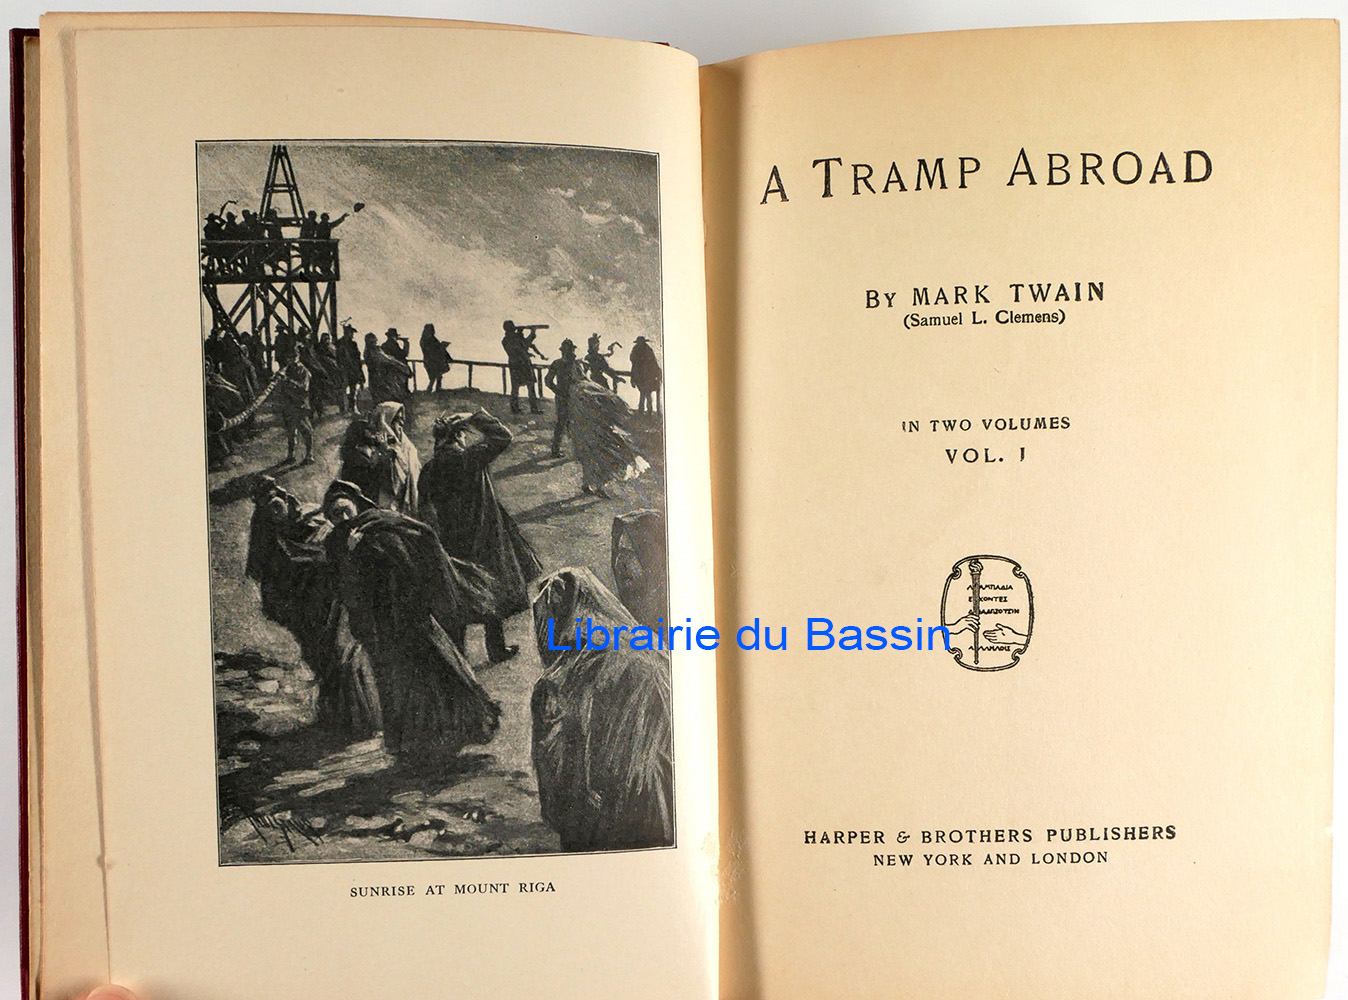 SUNRISE AT MOUNT RIGA
A TRAMP ABROAD
BY MARK TWAIN
(Samuel L. Clemens)
IN TWO VOLUMES
VOL. I
Librairie du Bassin
HARPER & BROTHERS PUBLISHERS
NEW YORK AND LONDON